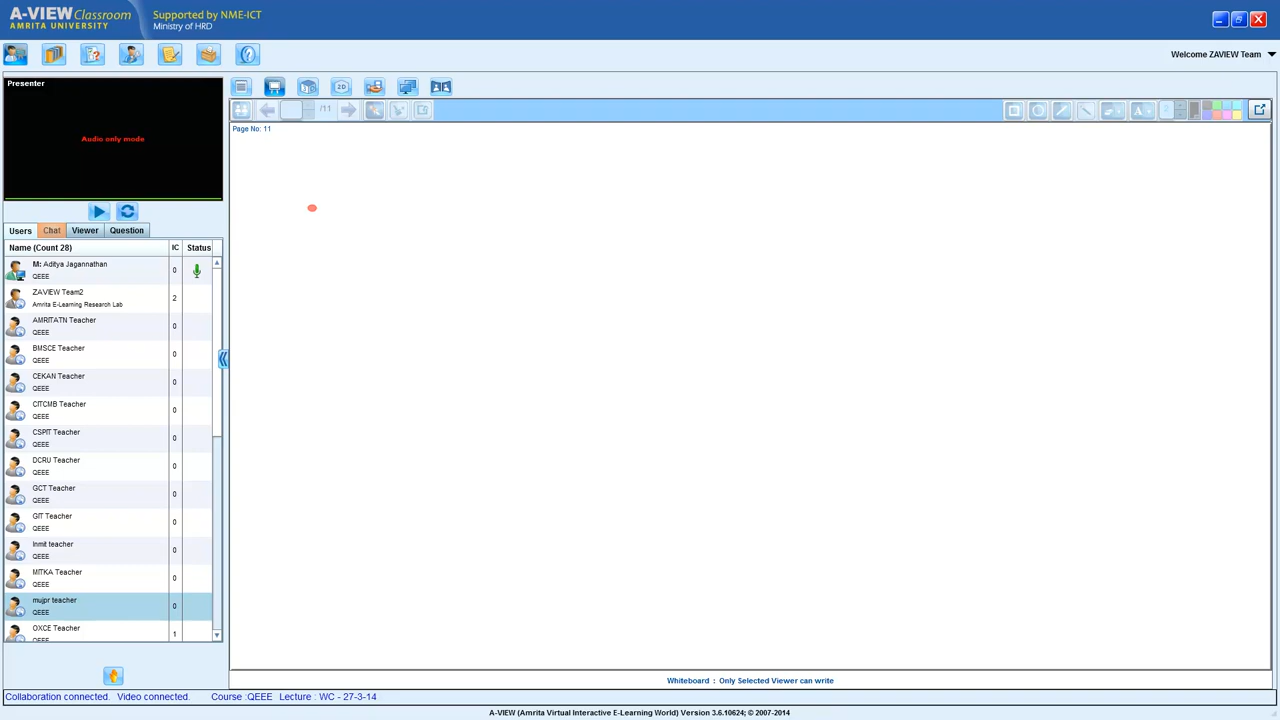 A-VIEW Classroom
AMRITA UNIVERSITY
Supported by NME-ICT
Ministry of HRD
Welcome ZAVIEW Team
Presenter
Audio only mode
/11
2D
A
2
Page No: 11
Users Chat Viewer Question
Name (Count 28) IC Status
M: Aditya Jagannathan
QEEE
0
ZAVIEW Team2
Amrita E-Learning Research Lab
2
AMRITATN Teacher
QEEE
0
BMSCE Teacher
QEEE
0
CEKAN Teacher
QEEE
0
CITCMB Teacher
QEEE
0
CSPIT Teacher
QEEE
0
DCRU Teacher
QEEE
0
GCT Teacher
QEEE
0
GIT Teacher
QEEE
0
Inmit teacher
QEEE
0
MITKA Teacher
QEEE
0
mujpr teacher
QEEE
0
OXCE Teacher
QEEE
1
Whiteboard : Only Selected Viewer can write
Collaboration connected. Video connected. Course :QEEE Lecture : WC - 27-3-14
A-VIEW (Amrita Virtual Interactive E-Learning World) Version 3.6.10624; © 2007-2014